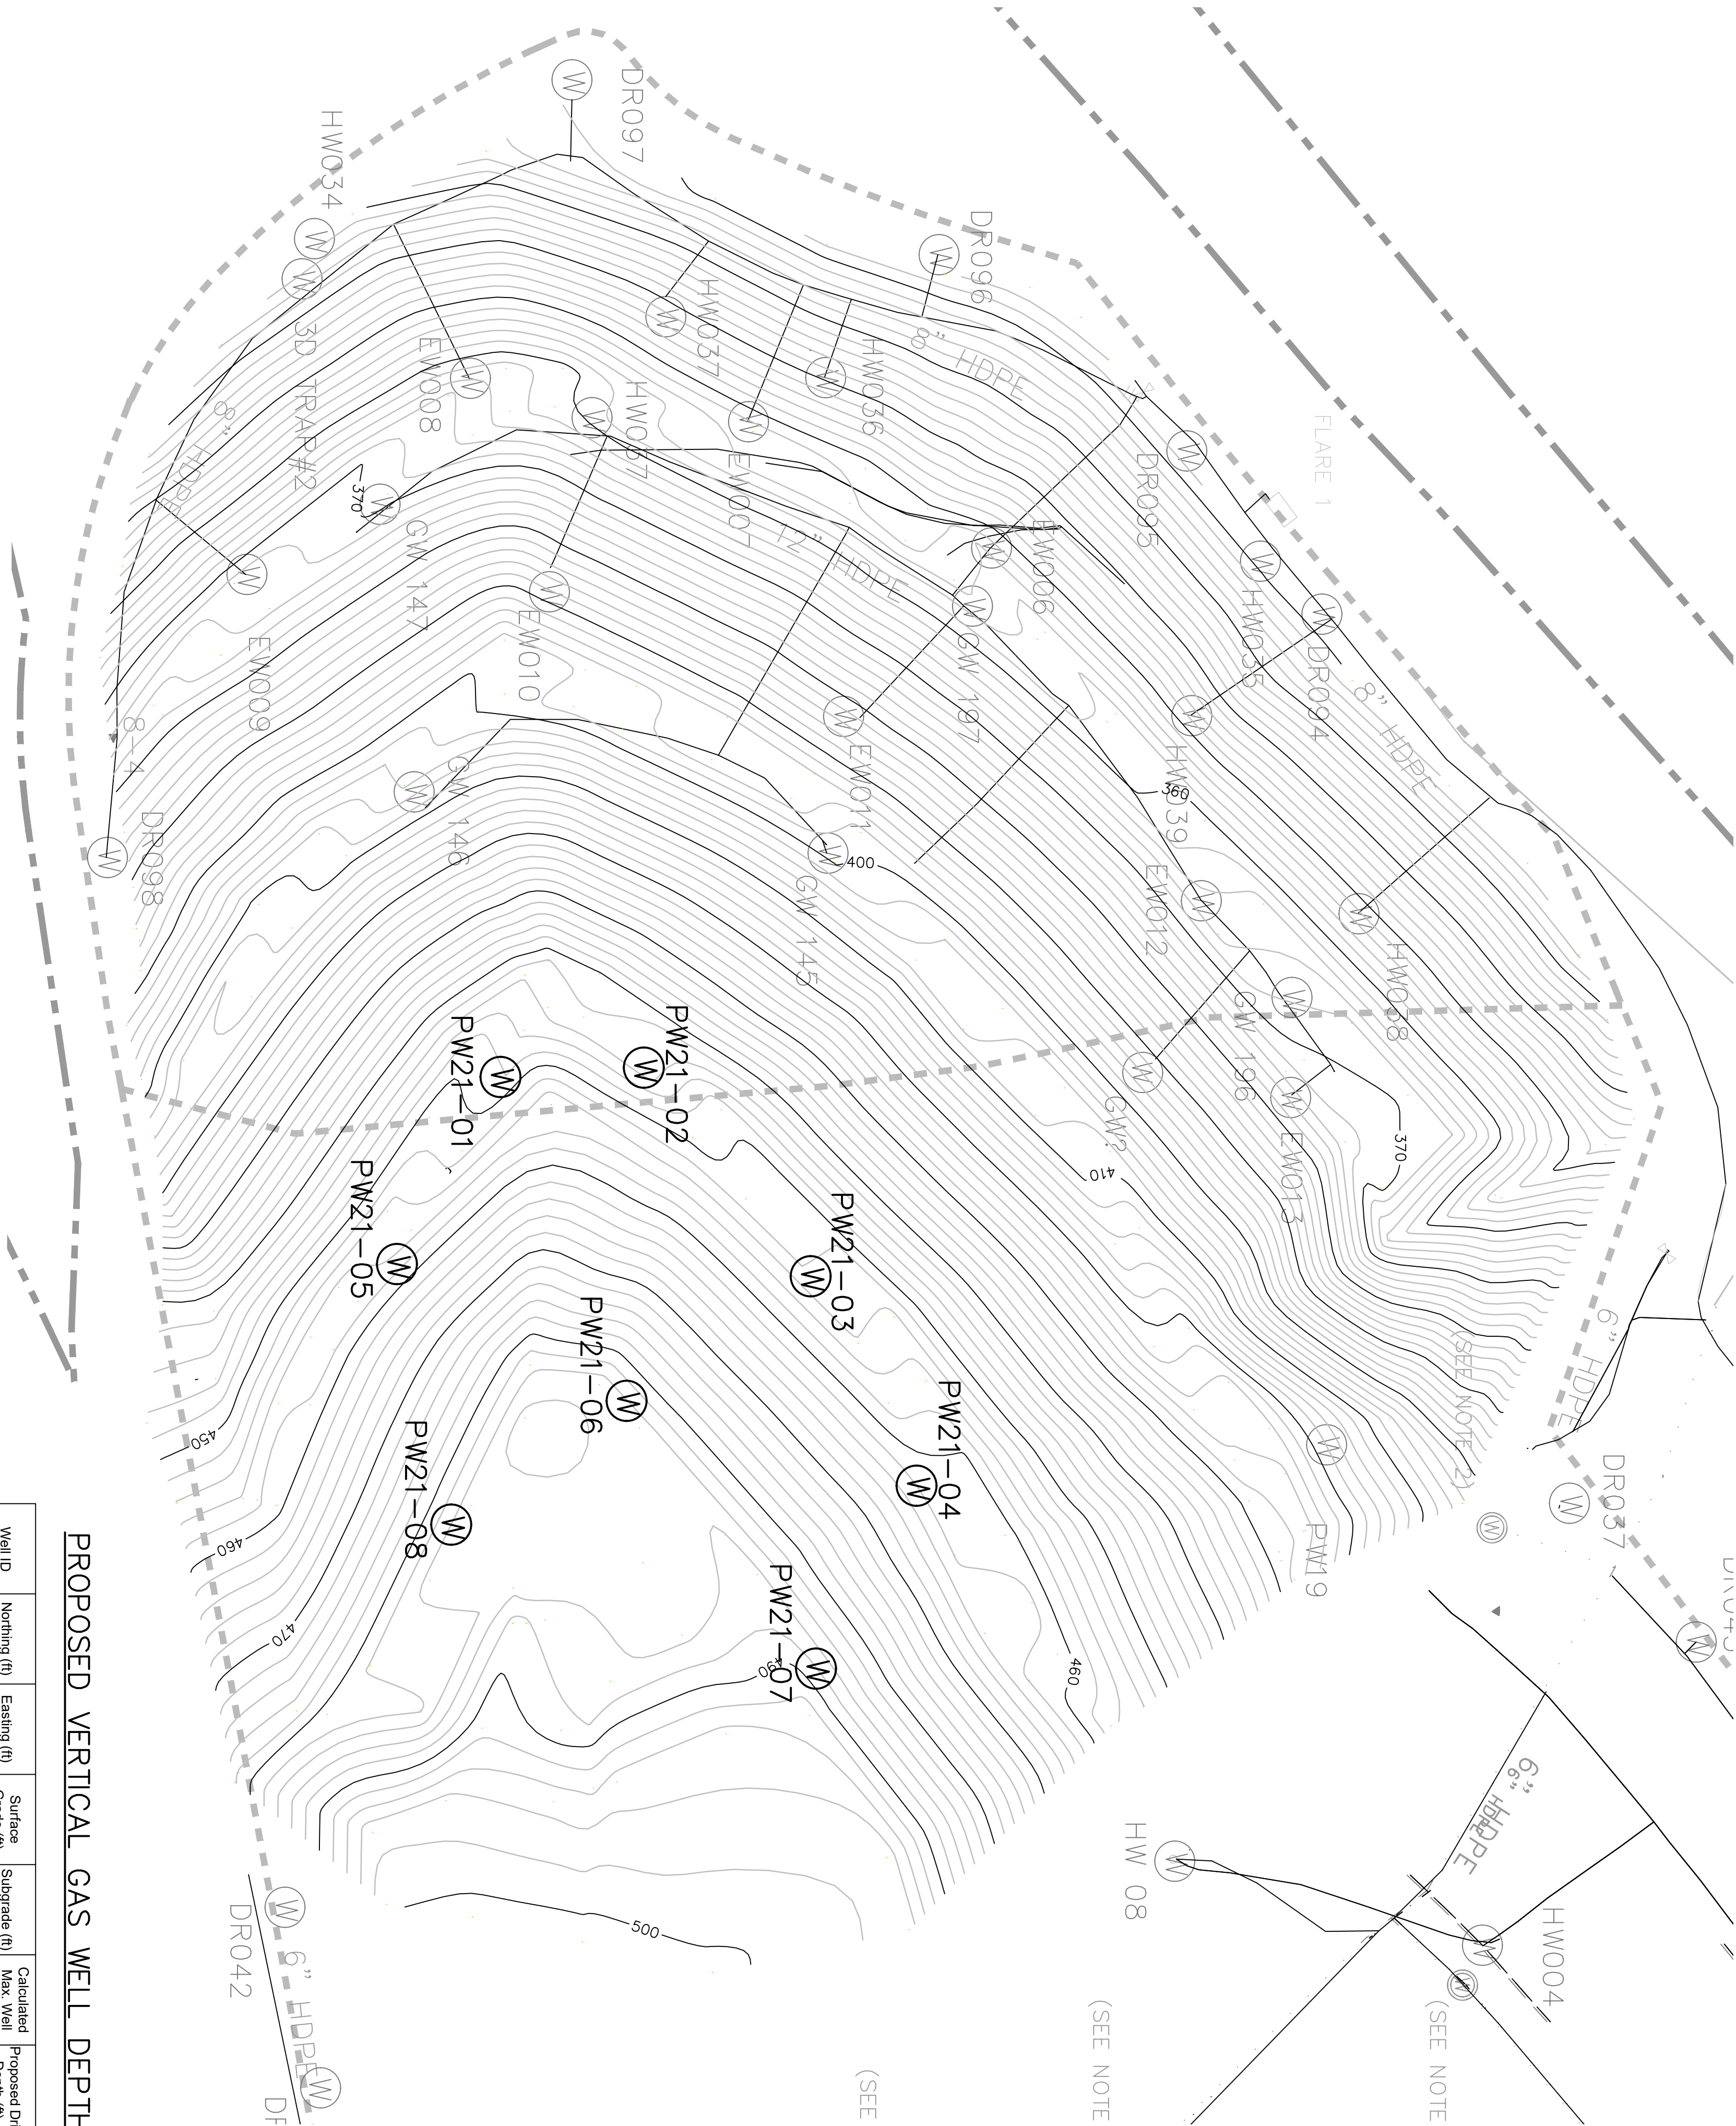 DR097
HW034
DR096
HW037
HW036
8" HDPE
3D TRAP#2
EW008
HW057
EW007
8" HDPE
FLARE 1
DR095
370
GW 147
12" HDPE
EW006
HW035
DR094
8" HDPE
EW009
EW010
GW 197
8-4
GW 146
EW011
HW039
360
DR098
400
GW 145
EW012
HW038
GW 196
PW21-01
PW21-02
GW?
410
EW013
370
PW21-05
PW21-03
PW21-06
6" HDPE
(SEE NOTE 2)
PW21-04
PW21-08
450
DR037
PW19
460
PW21-07
470
490
460
6" HDPE
6" HDPE
HW 08
HW004
DR042
500
6" HDPE
(SEE NOTE
(SEE NOTE
(SEE
PROPOSED VERTICAL GAS WELL DEPTH
Well ID
Northing (ft)
Easting (ft)
Surface
Subgrade (ft)
Calculated
Max. Well